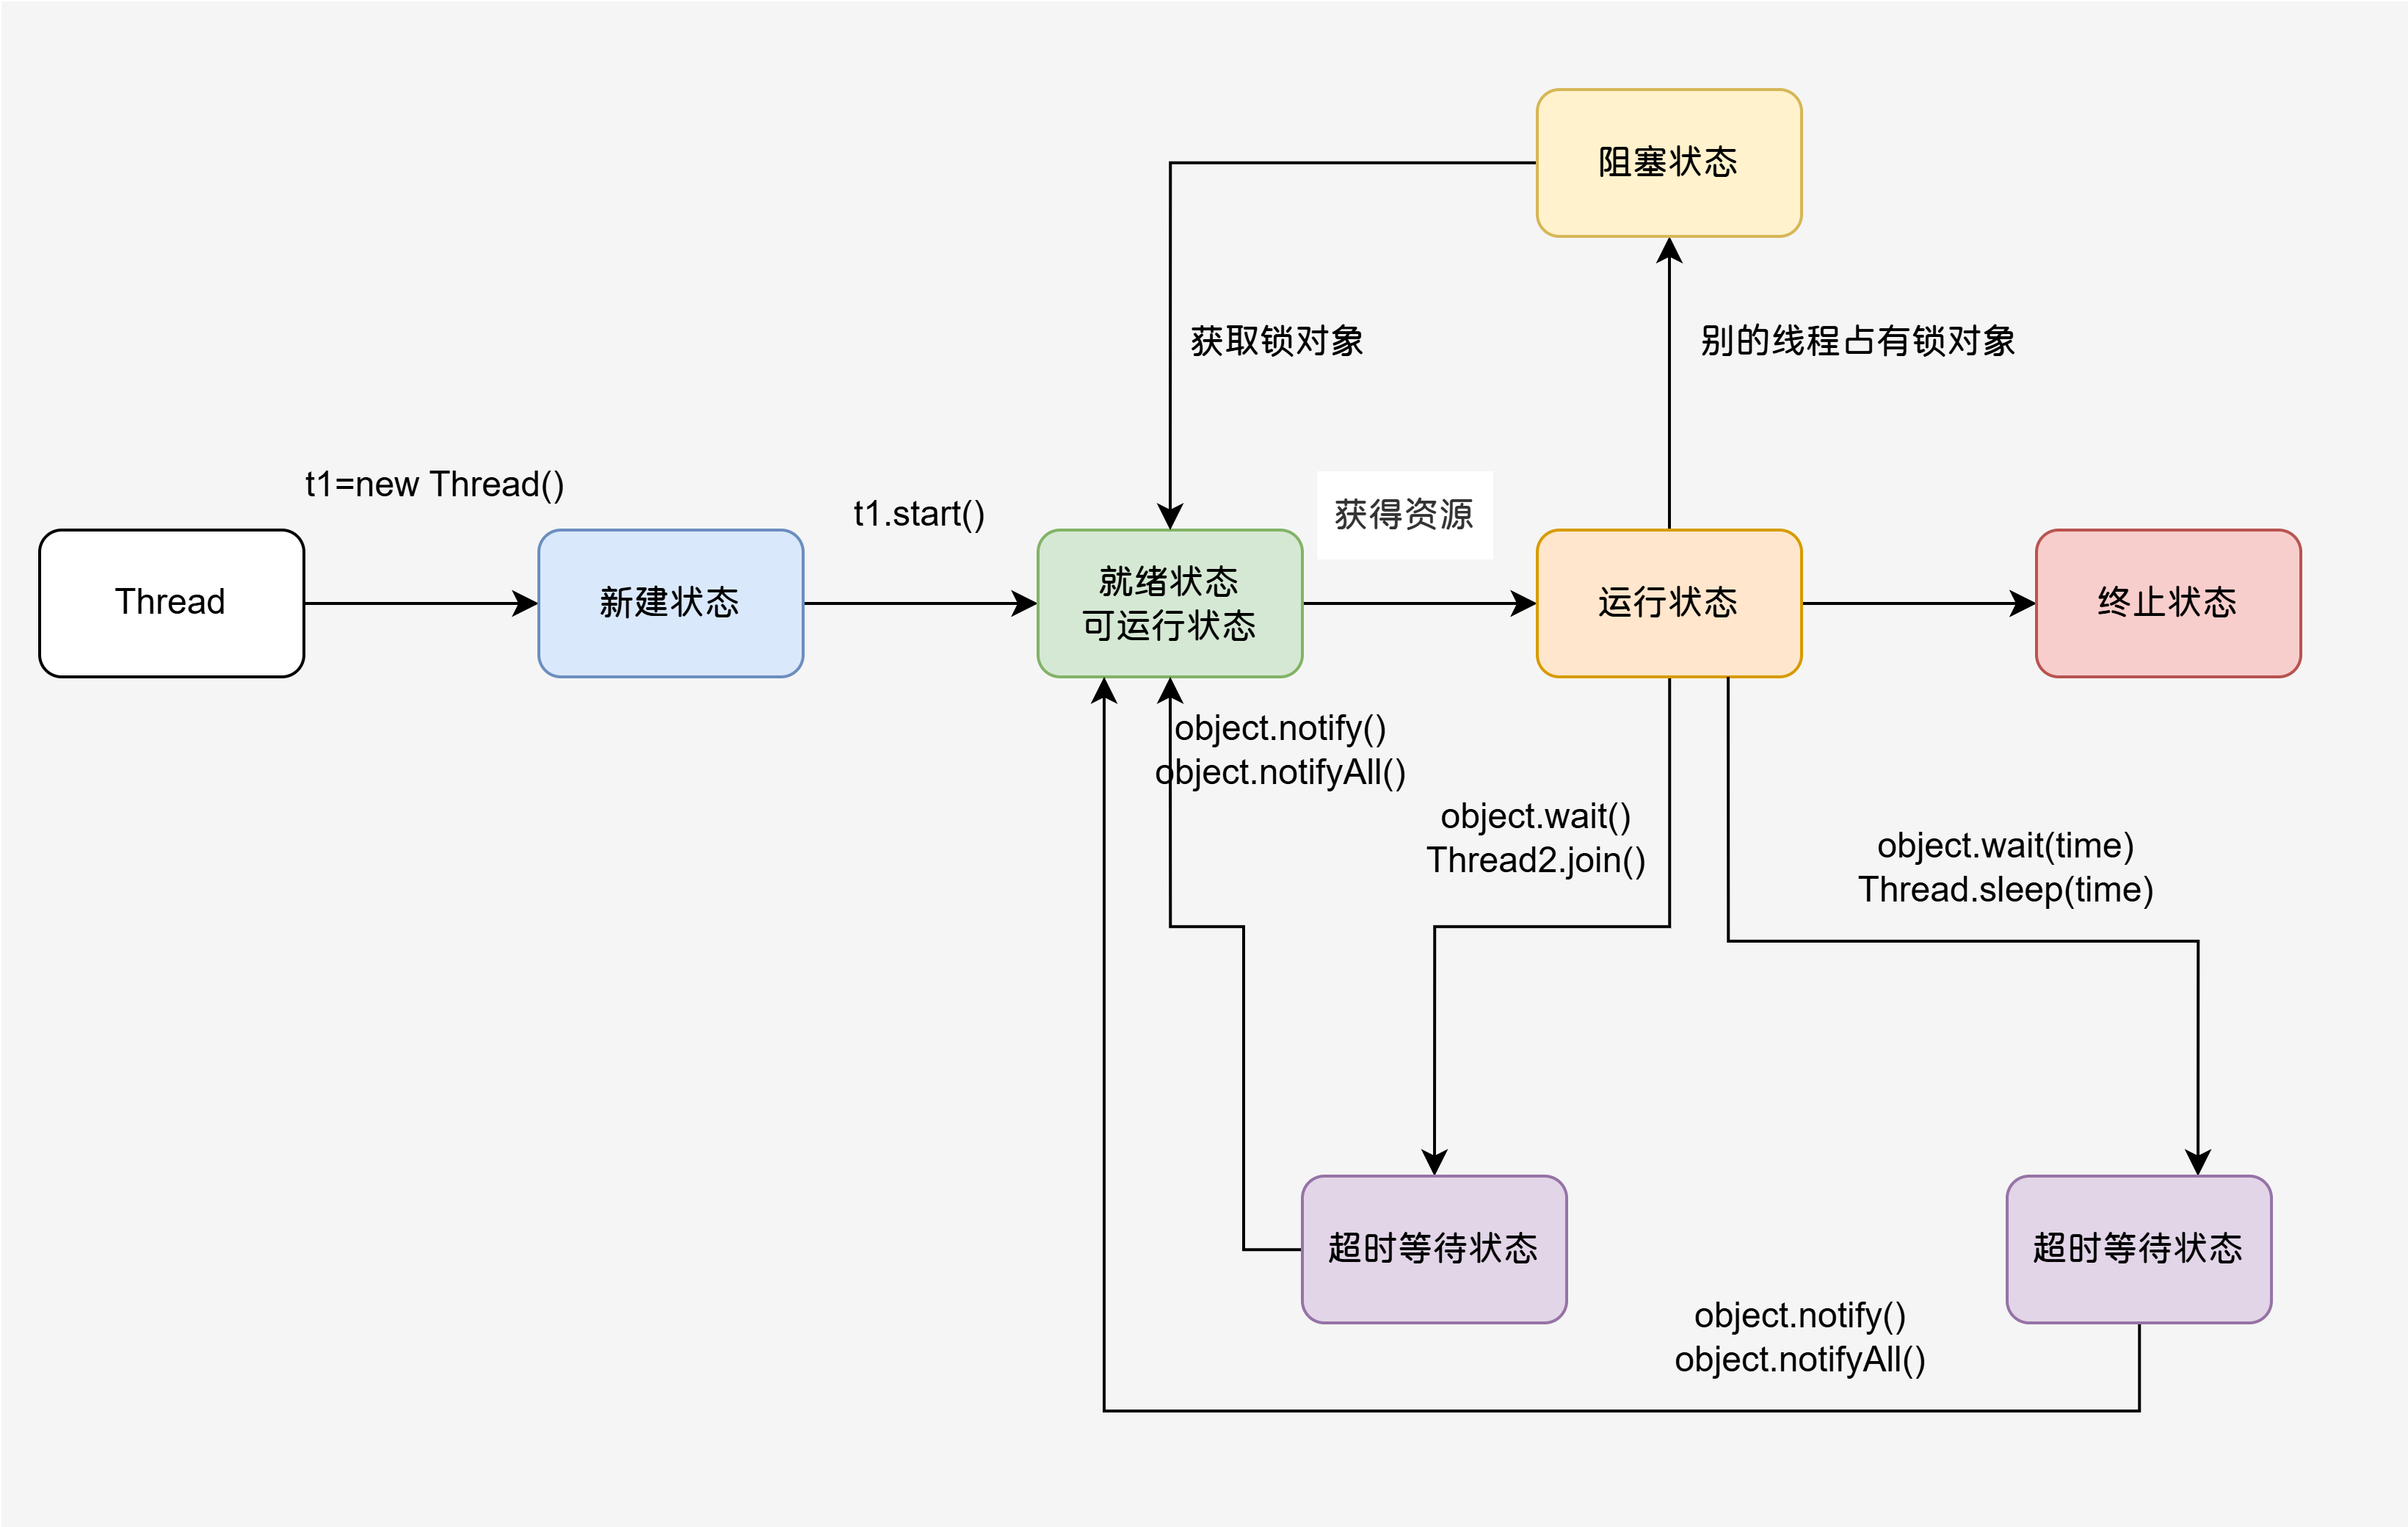 阻塞状态
获取锁对象
别的线程占有锁对象
t1=new Thread()
t1.start()
获得资源
Thread
新建状态
就绪状态
可运行状态
运行状态
终止状态
object.notify()
object.notifyAll()
object.wait()
Thread2.join()
object.wait(time)
Thread.sleep(time)
超时等待状态
超时等待状态
object.notify()
object.notifyAll()